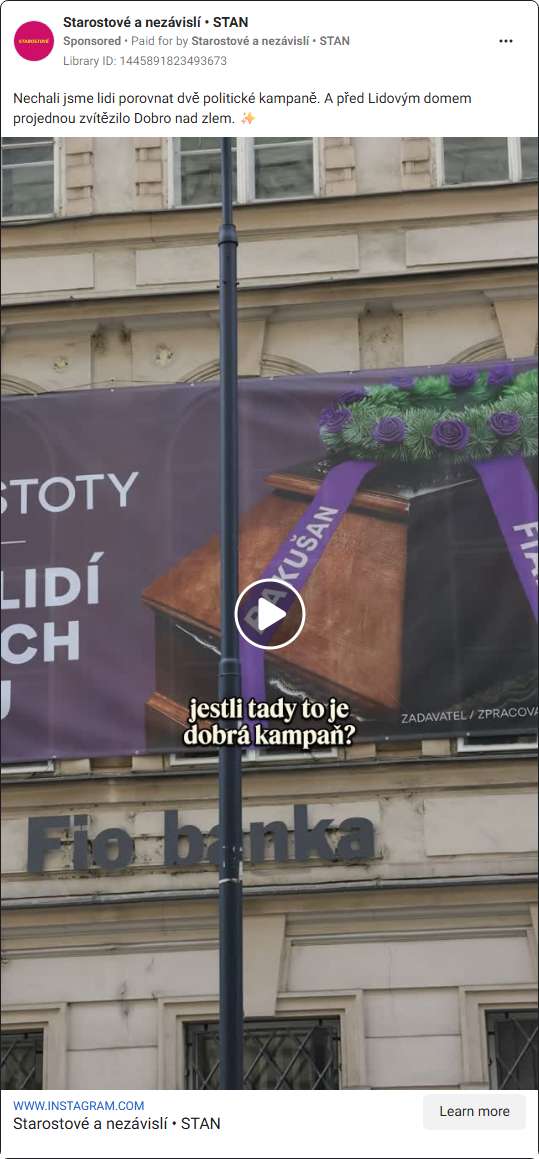 Starostové a nezávislí • STAN
Sponsored • Paid for by Starostové a nezávislí • STAN
Library ID: 1445891823493673
STAROSTOVÉ
Nechali jsme lidi porovnat dvě politické kampaně. A před Lidovým domem
projednou zvítězilo Dobro nad zlem. ✨
STOTY
LIDÍ
CH
RAKUŠAN
FIA
jestli tady to je
dobrá kampaň?
ZADAVATEL / ZPRACOVA
Fio banka
WWW.INSTAGRAM.COM
Starostové a nezávislí • STAN
Learn more